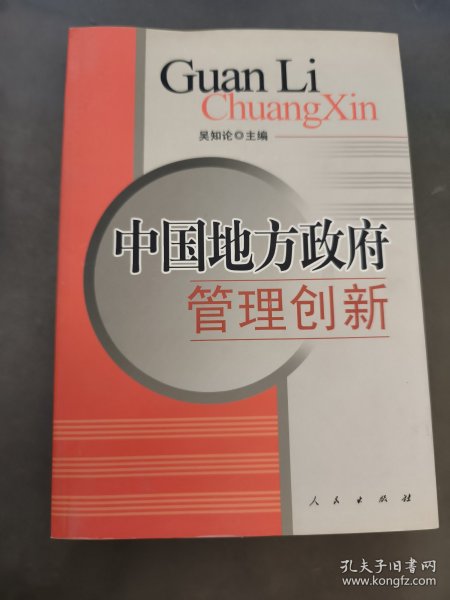 Guan Li
ChuangXin
吴知论◎主编
中国地方政府
管理创新
人民出版社
孔夫子旧书网
www.kongfz.com